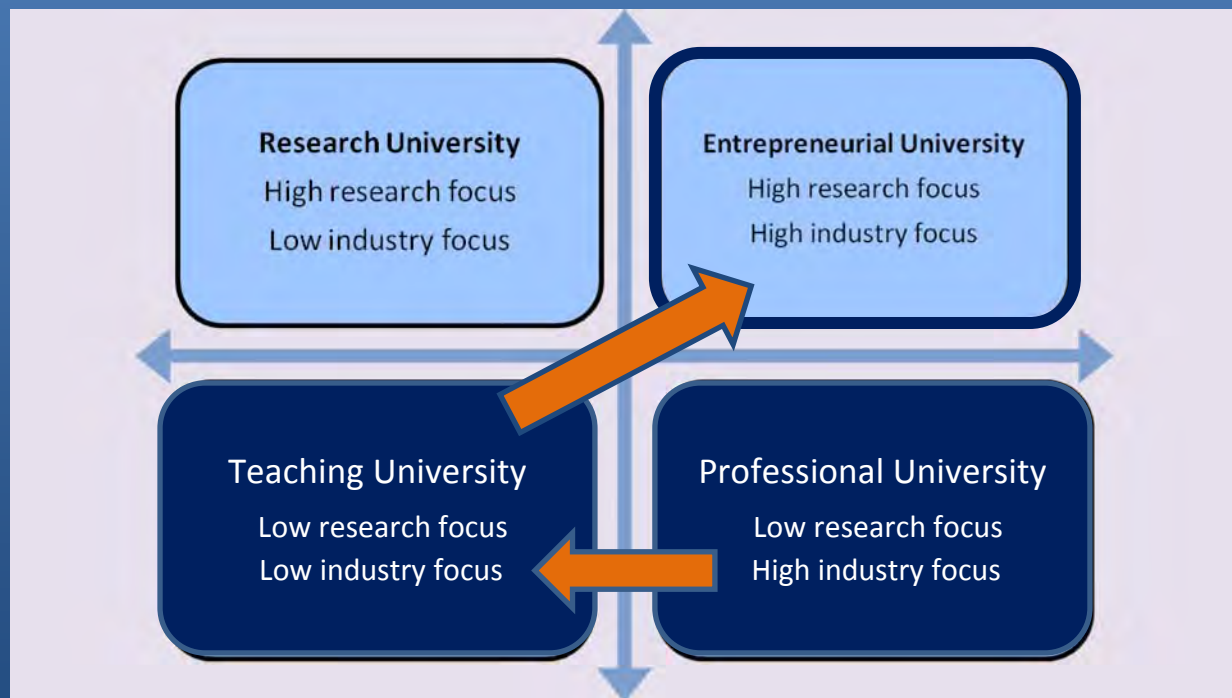 Research University
High research focus
Low industry focus
Entrepreneurial University
High research focus
High industry focus
Teaching University
Low research focus
Low industry focus
Professional University
Low research focus
High industry focus